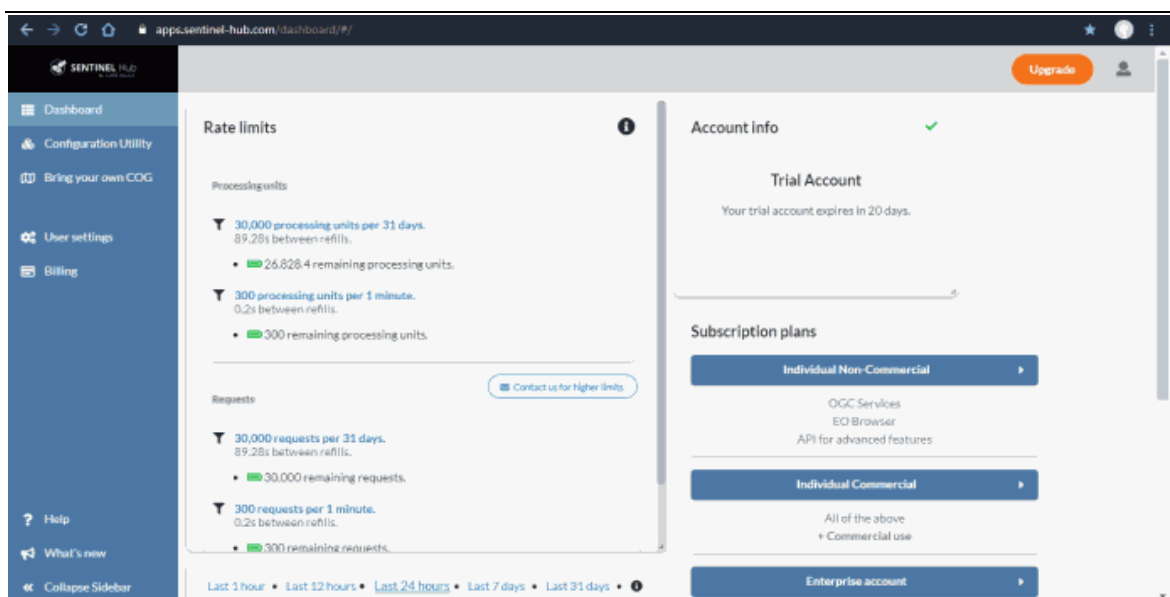 apps.sentinel-hub.com/dashboard/#/
SENTINEL Hub
Upgrade
Dashboard
Configuration Utility
Bring your own COG
User settings
Billing
Help
What's new
Collapse Sidebar
Rate limits
Processing units
30,000 processing units per 31 days.
89.28s between refills.
26,828.4 remaining processing units.
300 processing units per 1 minute.
0.2s between refills.
300 remaining processing units.
Contact us for higher limits.
Requests
30,000 requests per 31 days.
89.28s between refills.
30,000 remaining requests.
300 requests per 1 minute.
0.2s between refills.
300 remaining requests.
Last 1 hour • Last 12 hours • Last 24 hours • Last 7 days • Last 31 days •
Account info
Trial Account
Your trial account expires in 20 days.
Subscription plans
Individual Non-Commercial
OGC Services
EO Browser
API for advanced features
Individual Commercial
All of the above
+ Commercial use
Enterprise account